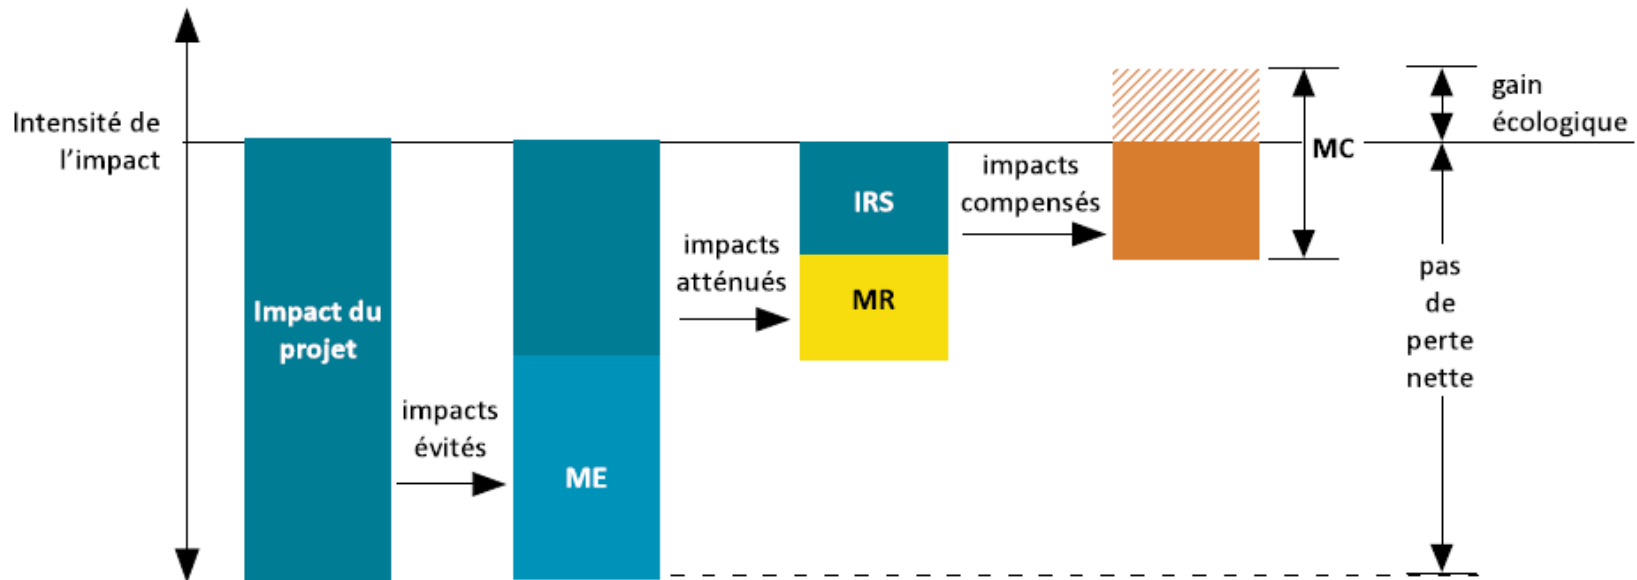 Intensité de
l'impact
Impact du
projet
impacts
évités
ME
impacts
atténués
IRS
MR
impacts
compensés
MC
gain
écologique
pas
de
perte
nette